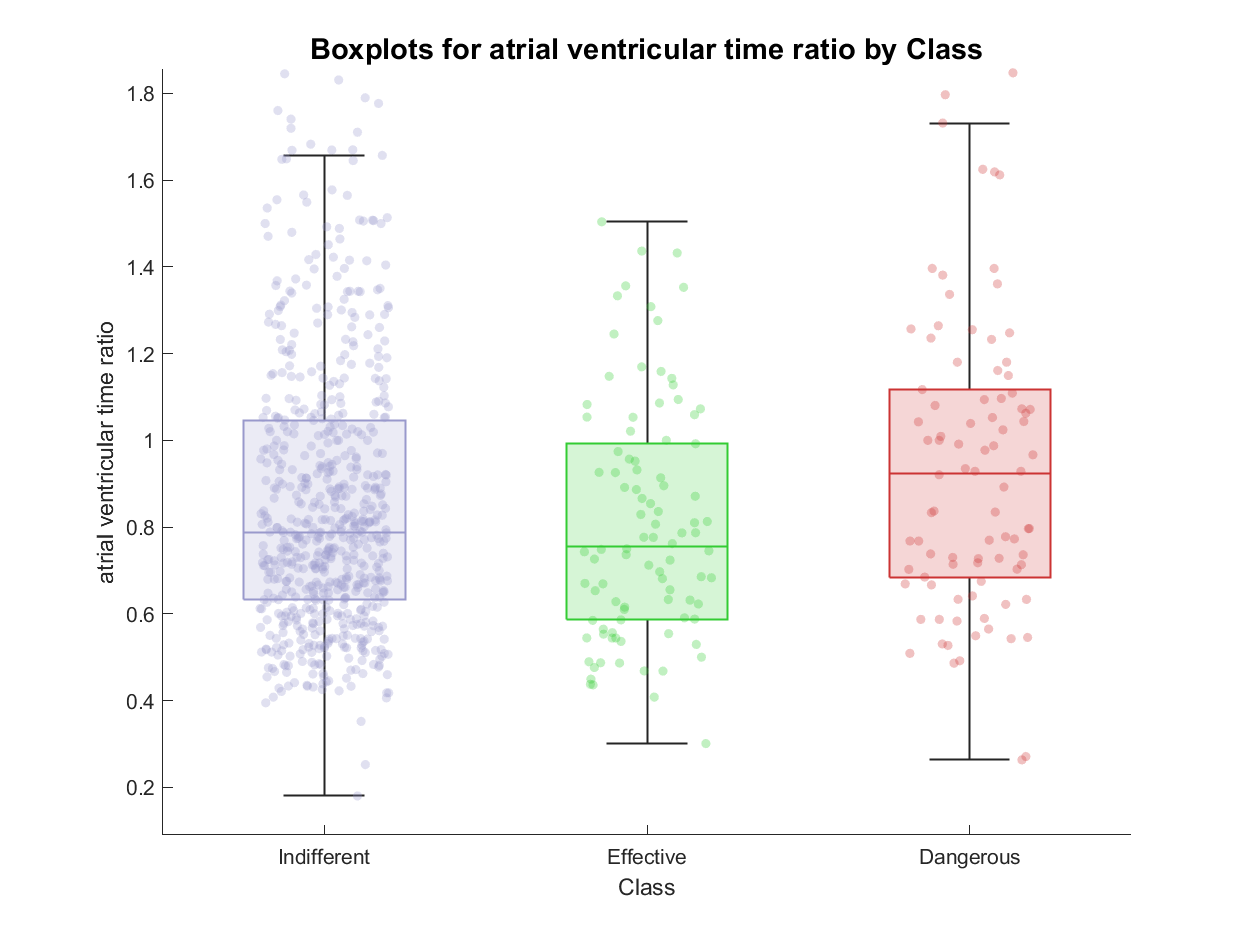 Boxplots for atrial ventricular time ratio by Class
atrial ventricular time ratio
1.8
1.6
1.4
1.2
1
0.8
0.6
0.4
0.2
Indifferent Effective Dangerous
Class